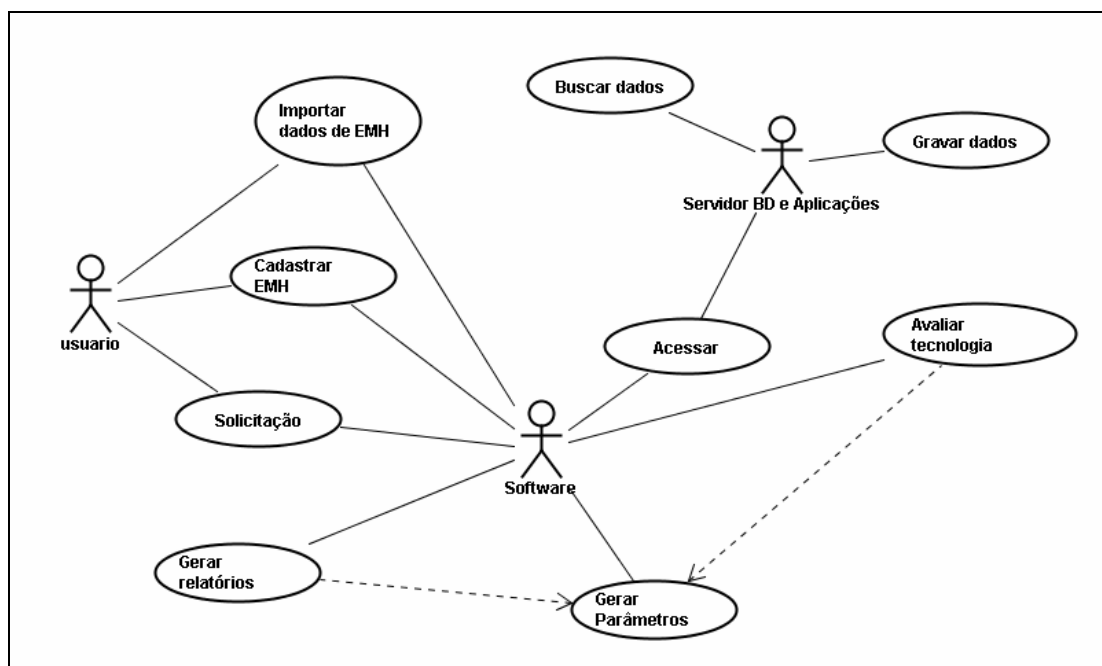 Buscar dados
Importar
dados de EMH
Gravar dados
Servidor BD e Aplicações
Cadastrar
EMH
usuario
Acessar
Avaliar
tecnologia
Solicitação
Software
Gerar
relatórios
Gerar
Parâmetros